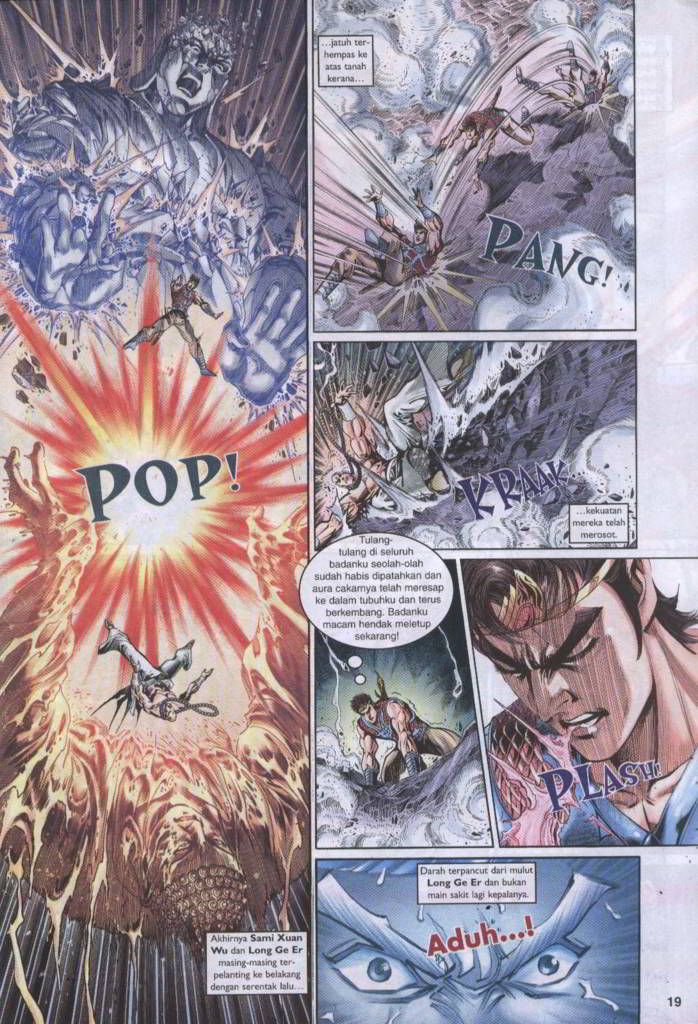 POP!
Akhirnya Sami Xuan
Wu dan Long Ge Er
masing-masing ter-
pelanting ke belakang
dengan serentak lalu...
...jatuh ter-
hempas ke
atas tanah
kerana...
PANG!
KRAAK
...kekuatan
mereka telah
merosot.
Tulang-
tulang di seluruh
badanku seolah-olah
sudah habis dipatahkan dan
aura cakarnya telah meresap
ke dalam tubuhku dan terus
berkembang. Badanku
macam hendak meletup
sekarang!
PLASH!
Darah terpancut dari mulut
Long Ge Er dan bukan
main sakit lagi kepalanya.
Aduh...!
19